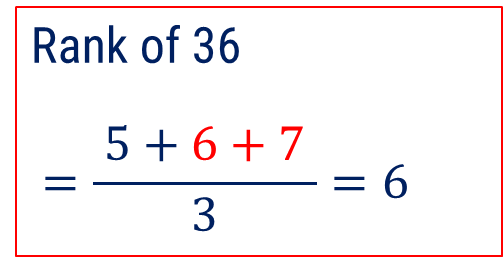 Rank of 36
= (5 + 6 + 7) / 3 = 6